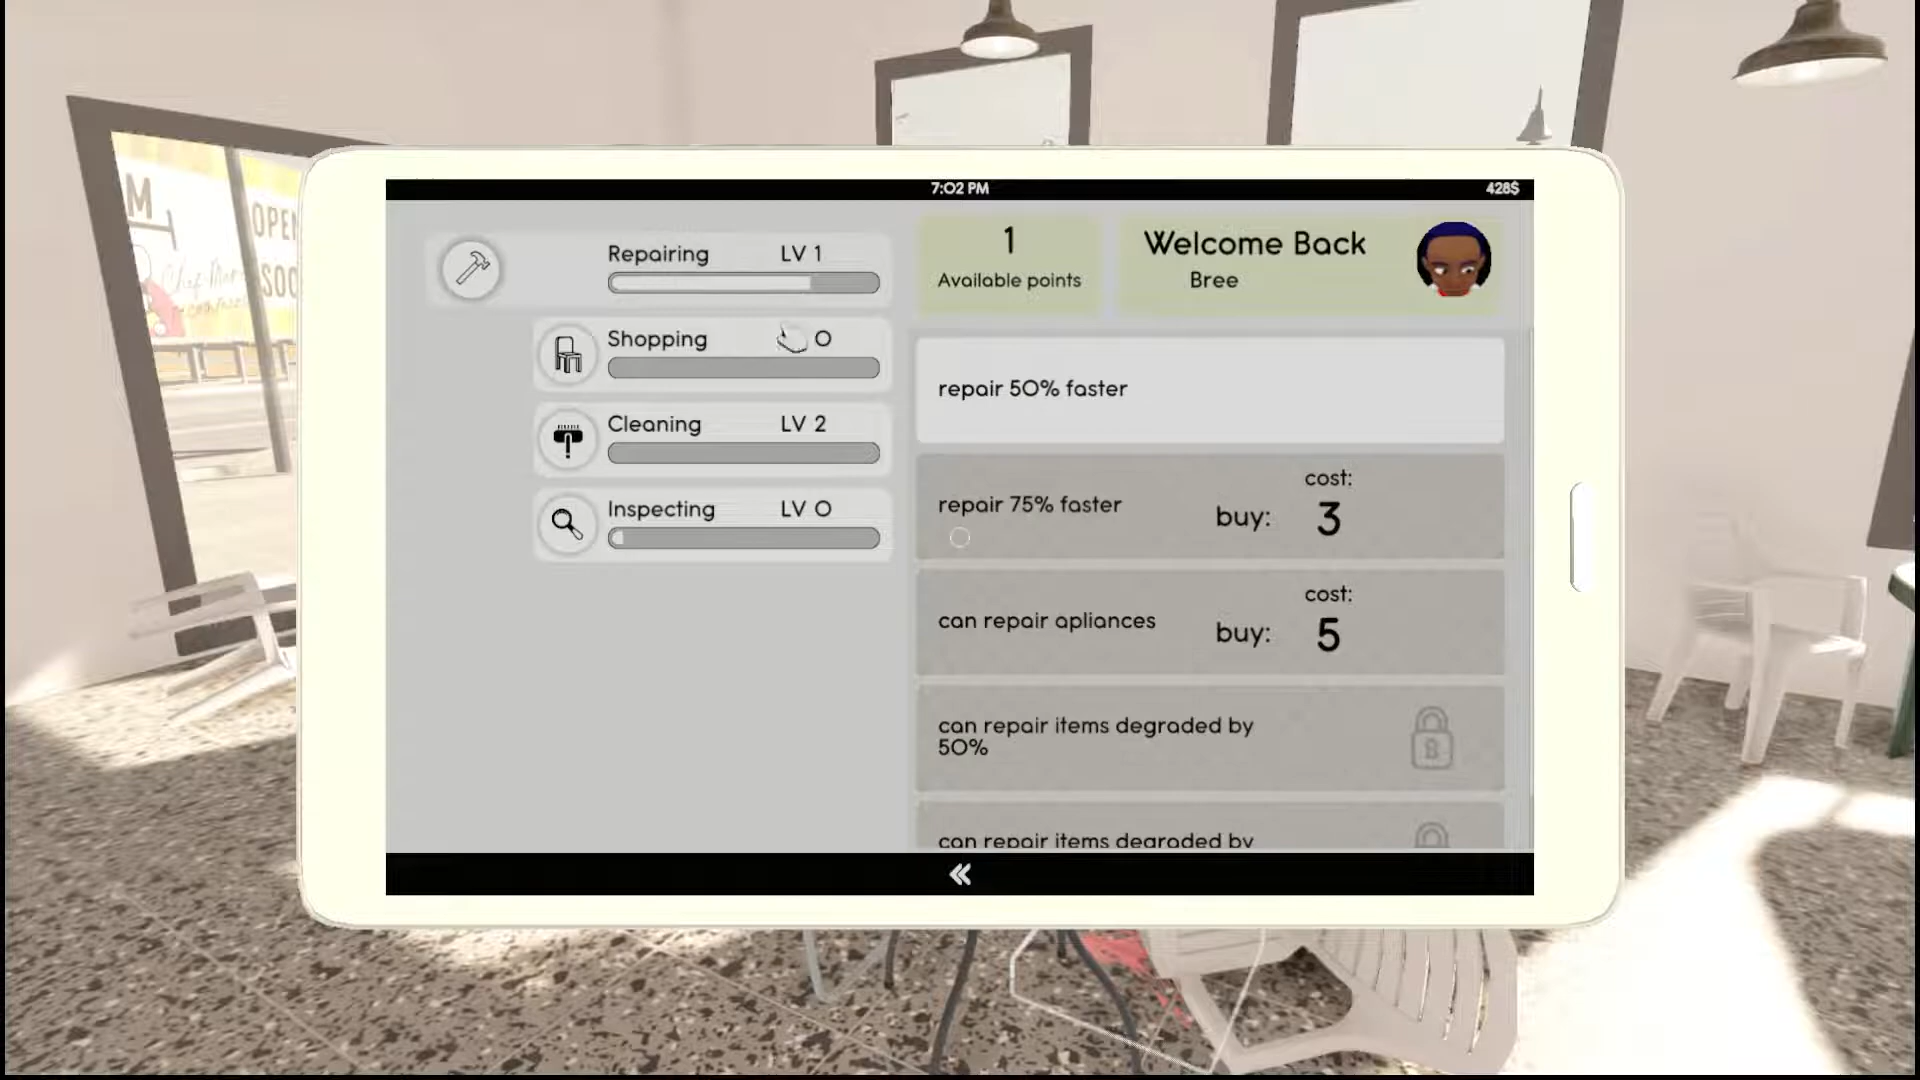 7:02 PM
428$
Repairing LV 1
Shopping O
Cleaning LV 2
Inspecting LV O
1
Available points
Welcome Back
Bree
repair 50% faster
repair 75% faster
buy:
cost:
3
can repair apliances
buy:
cost:
5
can repair items degraded by
50%
can repair items degraded by
M
OPEN
SOO